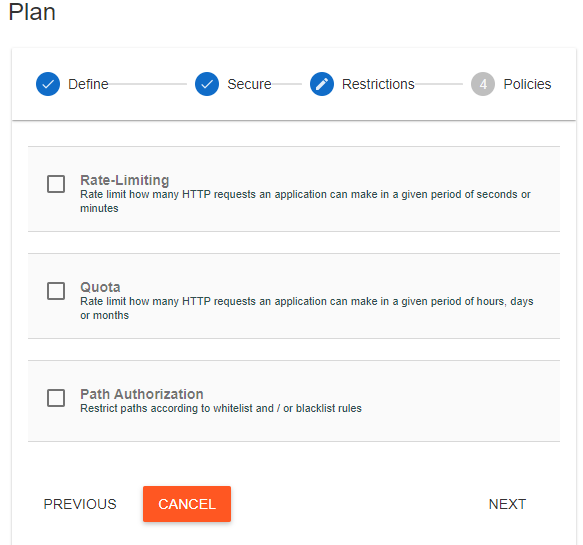 Plan
Define Secure Restrictions 4 Policies
Rate-Limiting
Rate limit how many HTTP requests an application can make in a given period of seconds or
minutes
Quota
Rate limit how many HTTP requests an application can make in a given period of hours, days
or months
Path Authorization
Restrict paths according to whitelist and / or blacklist rules
PREVIOUS CANCEL NEXT